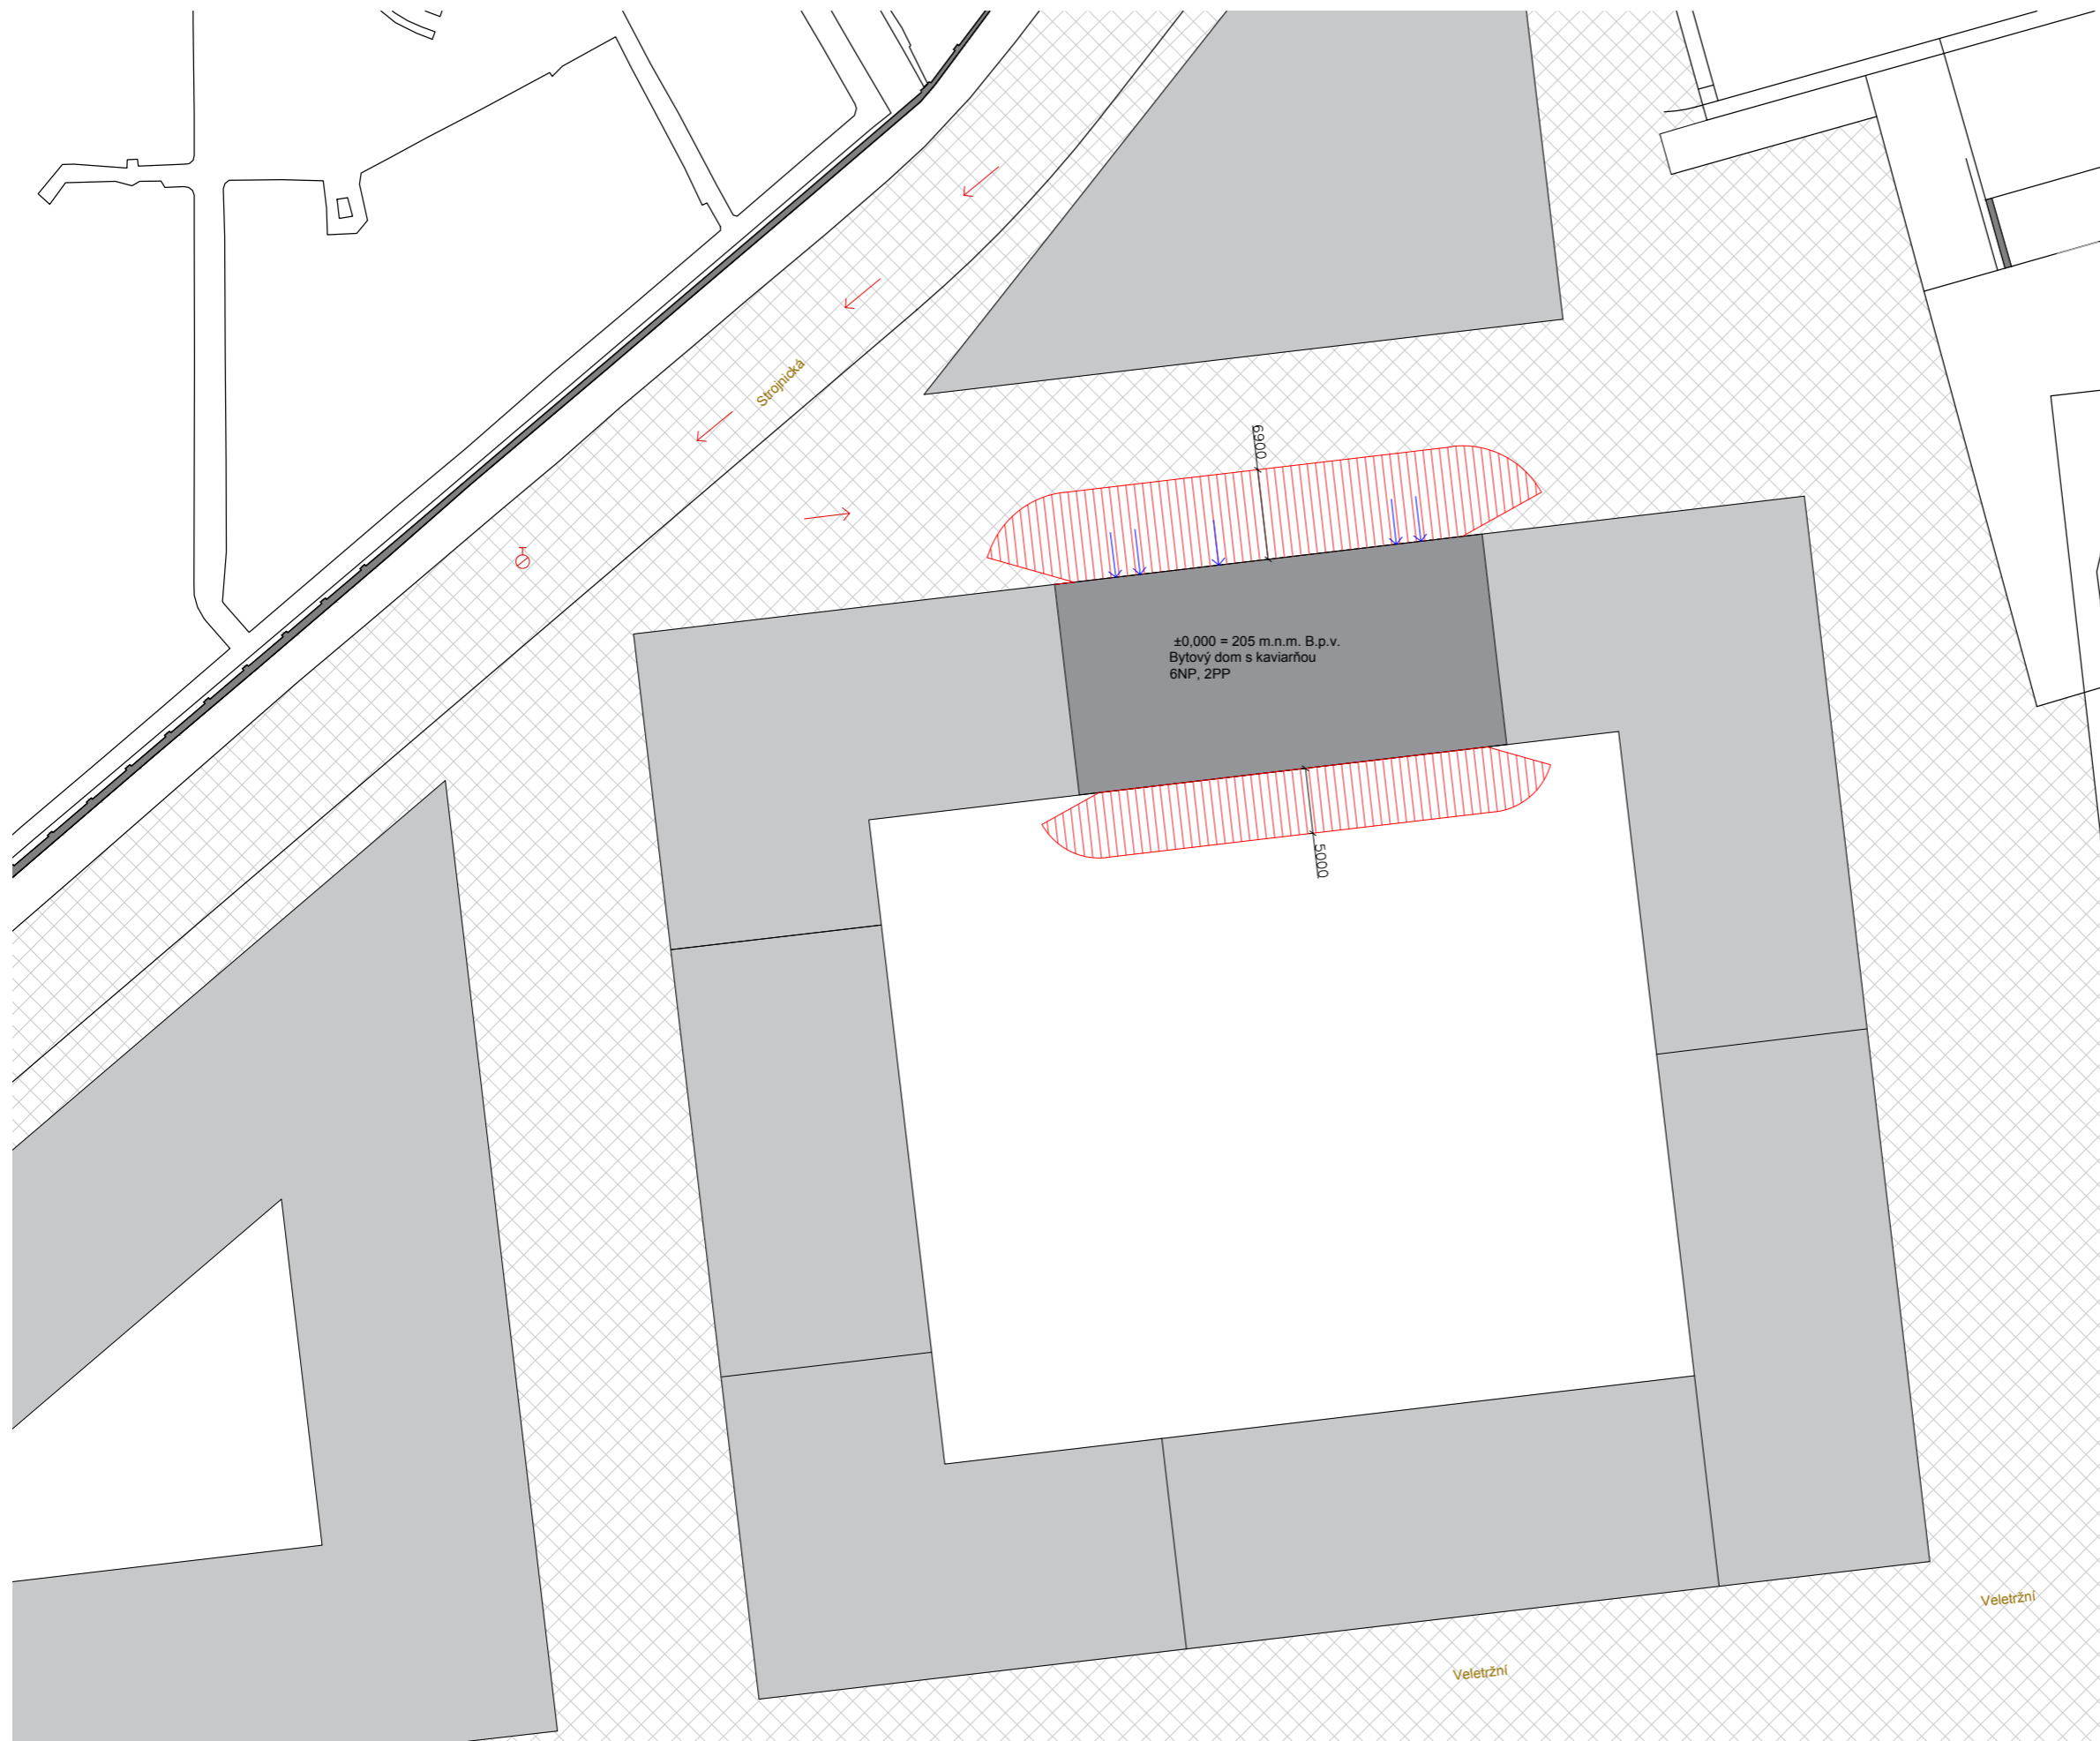 Strojnická
6900
±0,000 = 205 m.n.m. B.p.v.
Bytový dom s kaviarňou
6NP, 2PP
5000
Veletržní
Veletržní